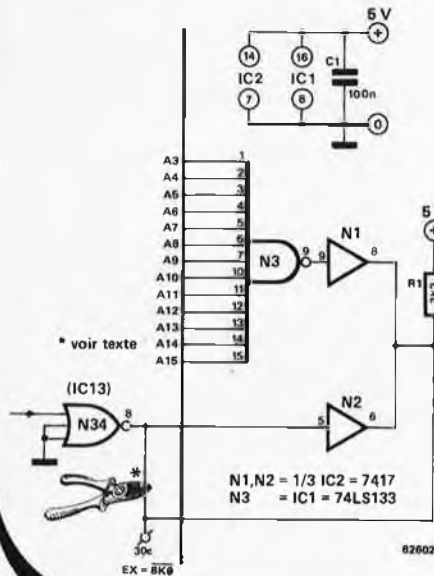 5 V
+
14
16
C1
IC2
IC1
100n
7
8
0
A3 1
A4 2
A5 3
A6 4
A7 5
A8 6
A9 7
A10 10
A11 11
A12 12
A13 13
A14 14
A15 15
N3
9
9
N1
8
5
+
R1
* voir texte
(IC13)
N34
8
*
5
N2
6
N1,N2 = 1/3 IC2 = 7417
N3 = IC1 = 74LS133
30c
EX = 8KØ
82602